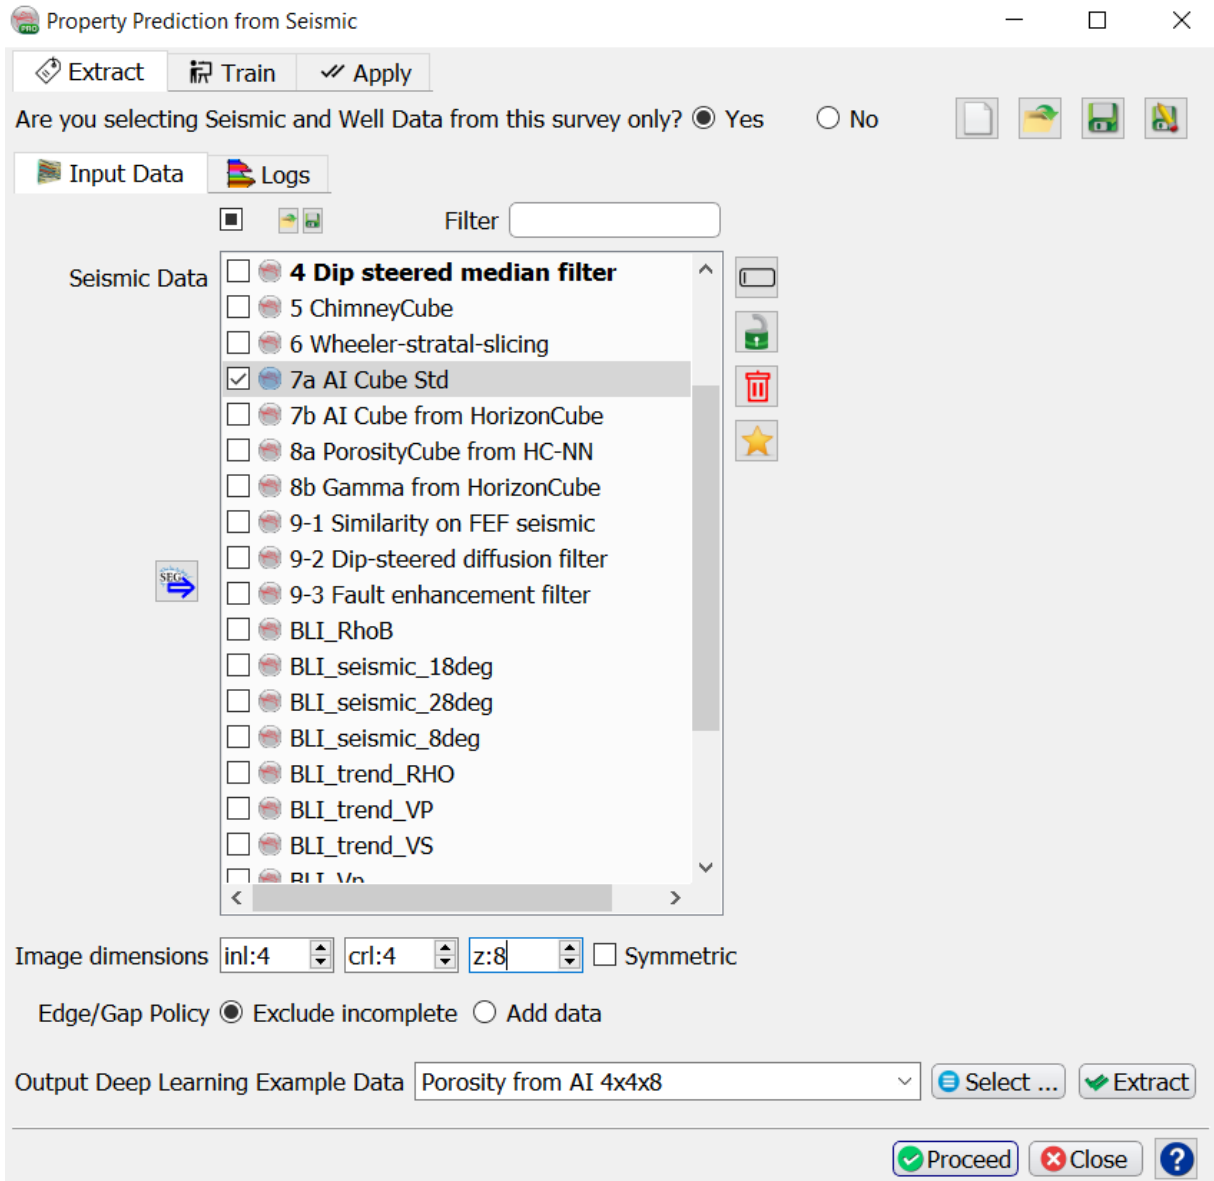 Property Prediction from Seismic
Extract Train Apply
Are you selecting Seismic and Well Data from this survey only? Yes No
Input Data Logs
Filter
Seismic Data
4 Dip steered median filter
5 ChimneyCube
6 Wheeler-stratal-slicing
7a AI Cube Std
7b AI Cube from HorizonCube
8a PorosityCube from HC-NN
8b Gamma from HorizonCube
9-1 Similarity on FEF seismic
9-2 Dip-steered diffusion filter
9-3 Fault enhancement filter
SEG
BLI_RhoB
BLI_seismic_18deg
BLI_seismic_28deg
BLI_seismic_8deg
BLI_trend_RHO
BLI_trend_VP
BLI_trend_VS
BLI_Vp
Image dimensions inl:4 crl:4 z:8 Symmetric
Edge/Gap Policy Exclude incomplete Add data
Output Deep Learning Example Data Porosity from AI 4x4x8 Select ... Extract
Proceed Close ?